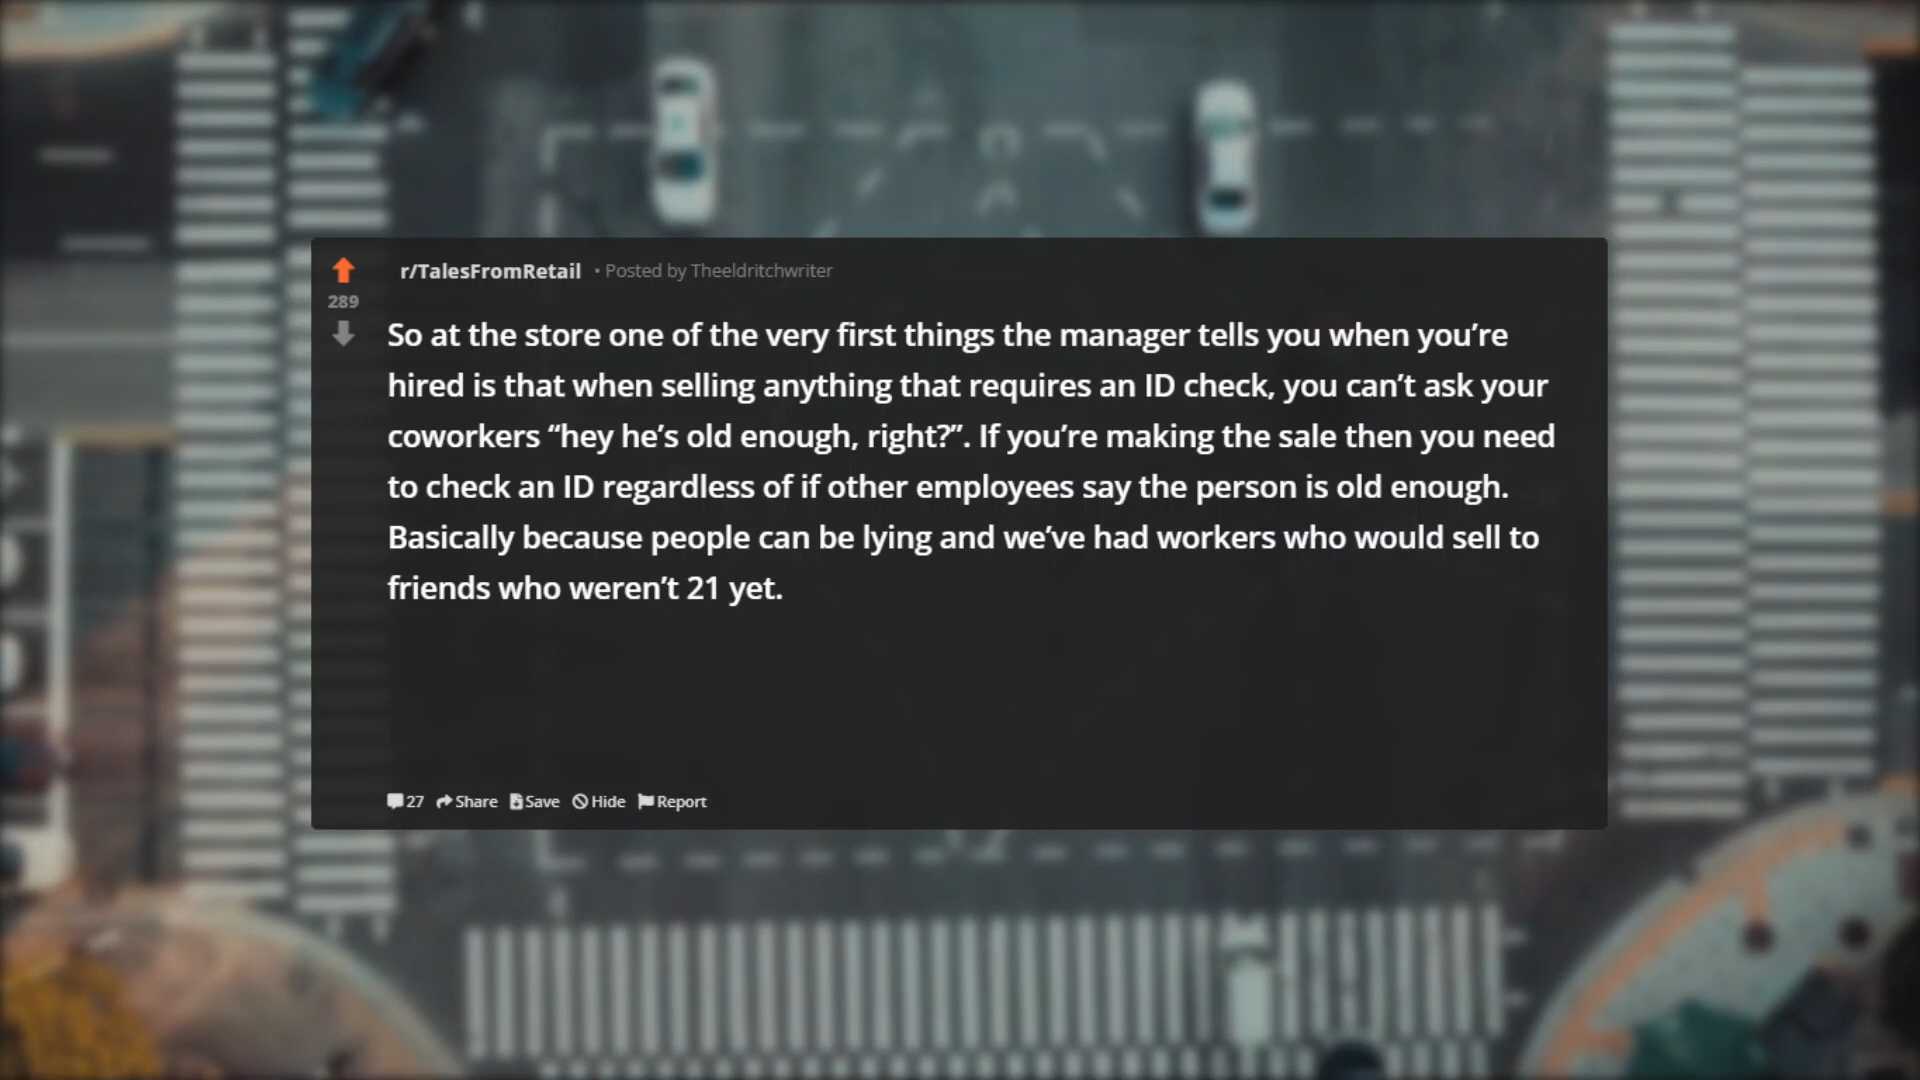 r/TalesFromRetail • Posted by Theeldritchwriter
289
So at the store one of the very first things the manager tells you when you’re
hired is that when selling anything that requires an ID check, you can’t ask your
coworkers “hey he’s old enough, right?”. If you’re making the sale then you need
to check an ID regardless of if other employees say the person is old enough.
Basically because people can be lying and we’ve had workers who would sell to
friends who weren’t 21 yet.
27 Share Save Hide Report